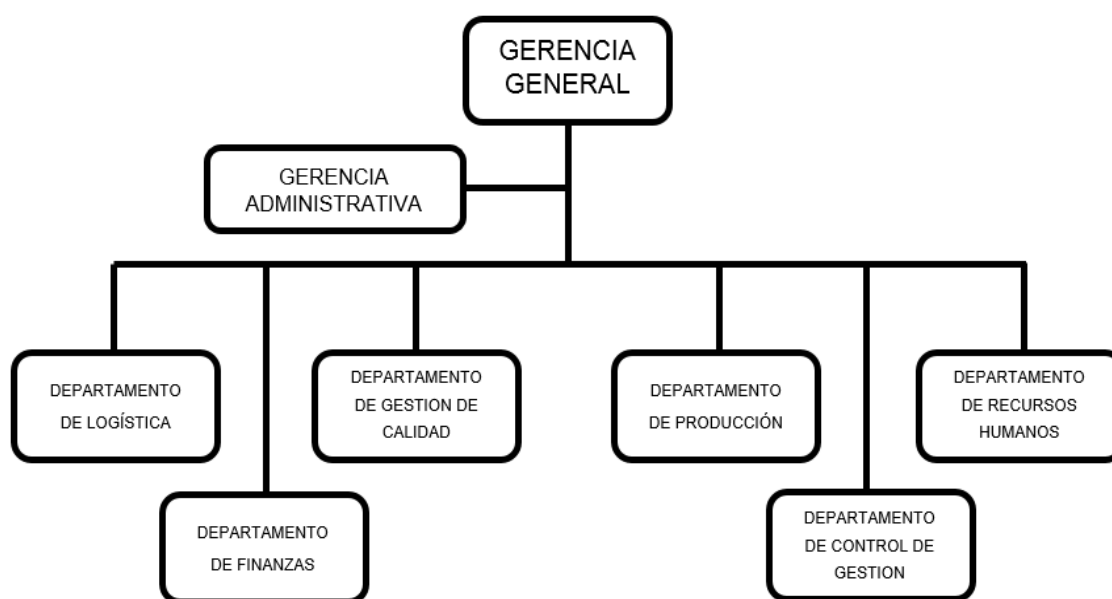 GERENCIA
GENERAL
GERENCIA
ADMINISTRATIVA
DEPARTAMENTO
DE LOGÍSTICA
DEPARTAMENTO
DE GESTION DE
CALIDAD
DEPARTAMENTO
DE PRODUCCIÓN
DEPARTAMENTO
DE RECURSOS
HUMANOS
DEPARTAMENTO
DE FINANZAS
DEPARTAMENTO
DE CONTROL DE
GESTION